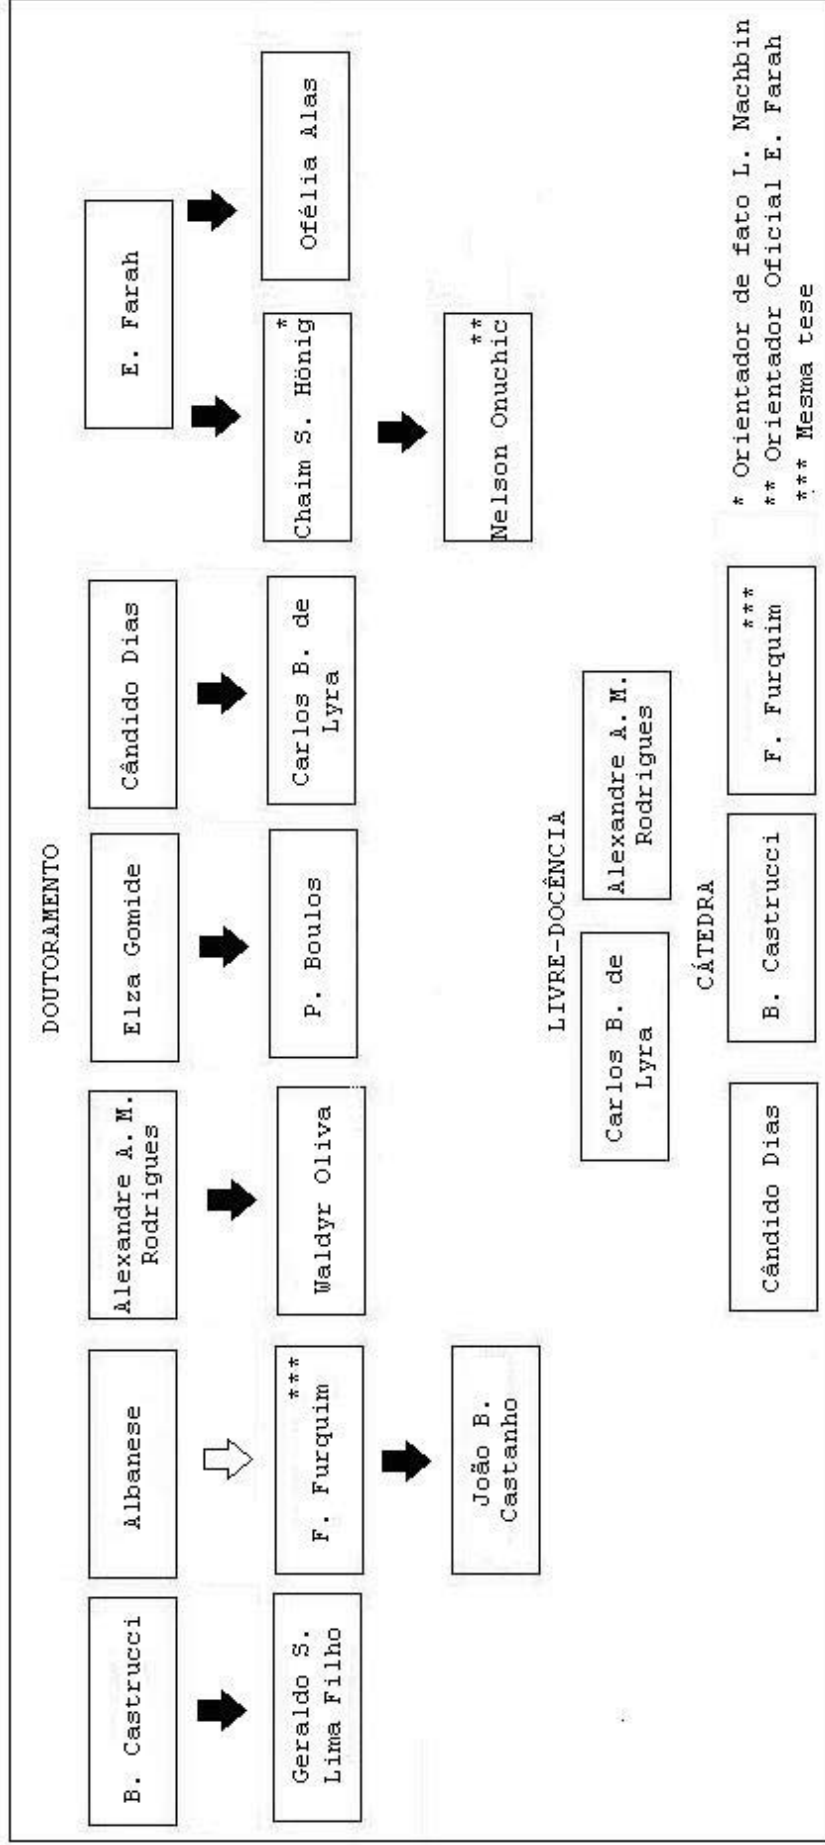 DOUTORAMENTO
B. Castrucci
Albanese
Alexandre A.M.
Rodrigues
Elza Gomide
Cândido Dias
E. Farah
Geraldo S.
Lima Filho
***
F. Furquim
Waldyr Oliva
P. Boulos
Carlos B. de
Lyra
*
Chaim S. Hönig
Ofélia Alas
João B.
Castanho
**
Nelson Onuchic
LIVRE-DOCÊNCIA
Carlos B. de
Lyra
Alexandre A.M.
Rodrigues
CÁTEDRA
Cândido Dias
B. Castrucci
***
F. Furquim
* Orientador de fato L. Nachbin
** Orientador Oficial E. Farah
*** Mesma tese